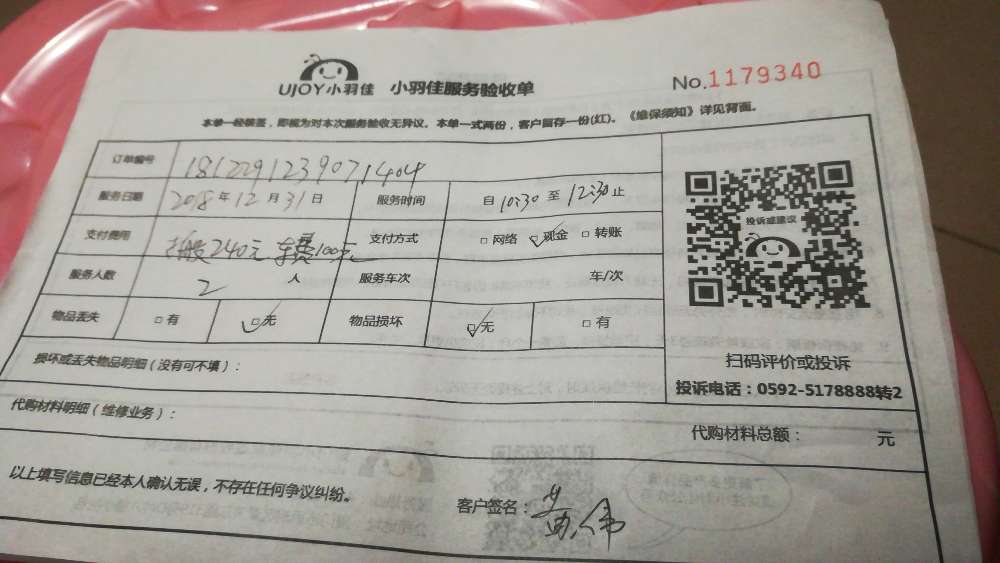 UJOY小羽佳 小羽佳服务验收单 No.1179340
本单一经签签，即视为对本次服务验收无异议。本单一式两份，客户留存一份(红)。《维保须知》详见背面。
订单编号 1812291239071404
服务日期 2018年12月31日 服务时间 自10:30至12:30止
支付费用 搬240元 车费100元 支付方式 □网络 ☑现金 □转账
服务人数 2人 服务车次 车/次
物品丢失 □有 ☑无 物品损坏 ☑无 □有
损坏或丢失物品明细（没有可不填）：
投诉或建议
扫码评价或投诉
投诉电话：0592-5178888转2
代购材料明细（维修业务）： 代购材料总额： 元
以上填写信息已经本人确认无误，不存在任何争议纠纷。 客户签名：黄伟